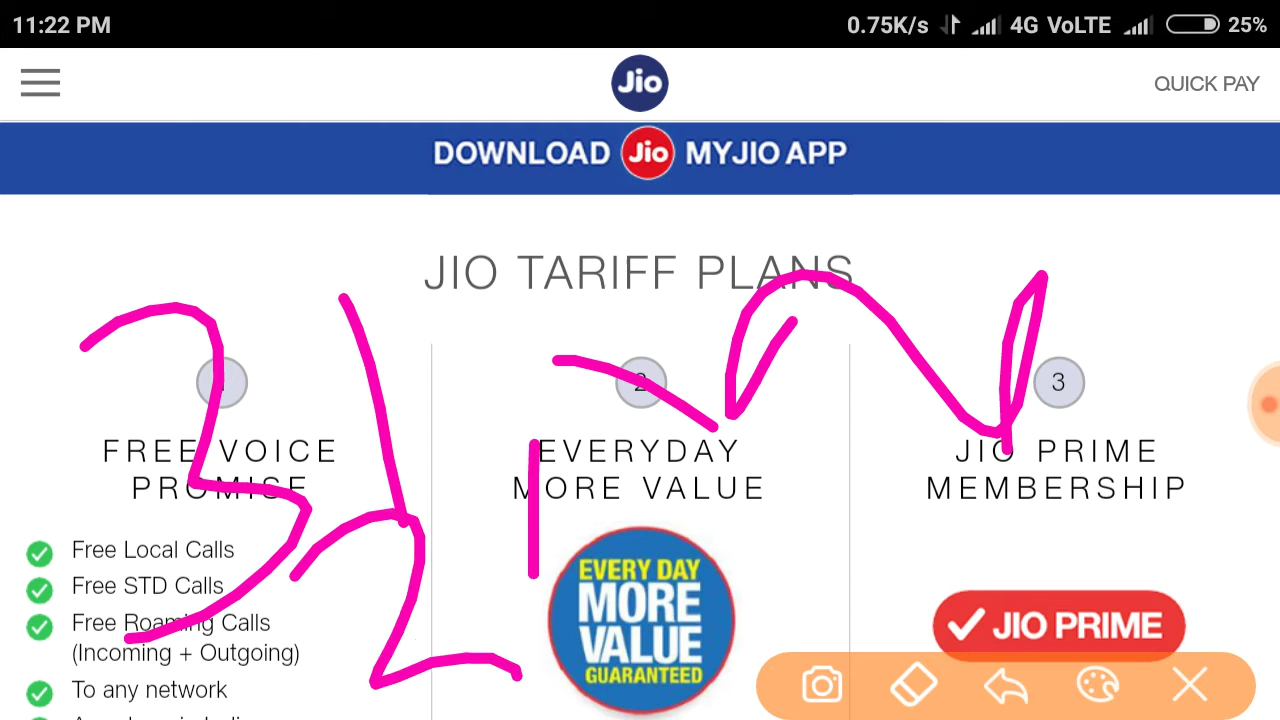 11:22 PM 0.75K/s 4G VoLTE 25%
Jio QUICK PAY
DOWNLOAD Jio MYJIO APP
JIO TARIFF PLANS
1
FREE VOICE
PROMISE
Free Local Calls
Free STD Calls
Free Roaming Calls
(Incoming + Outgoing)
To any network
2
EVERYDAY
MORE VALUE
EVERY DAY
MORE
VALUE
GUARANTEED
3
JIO PRIME
MEMBERSHIP
JIO PRIME